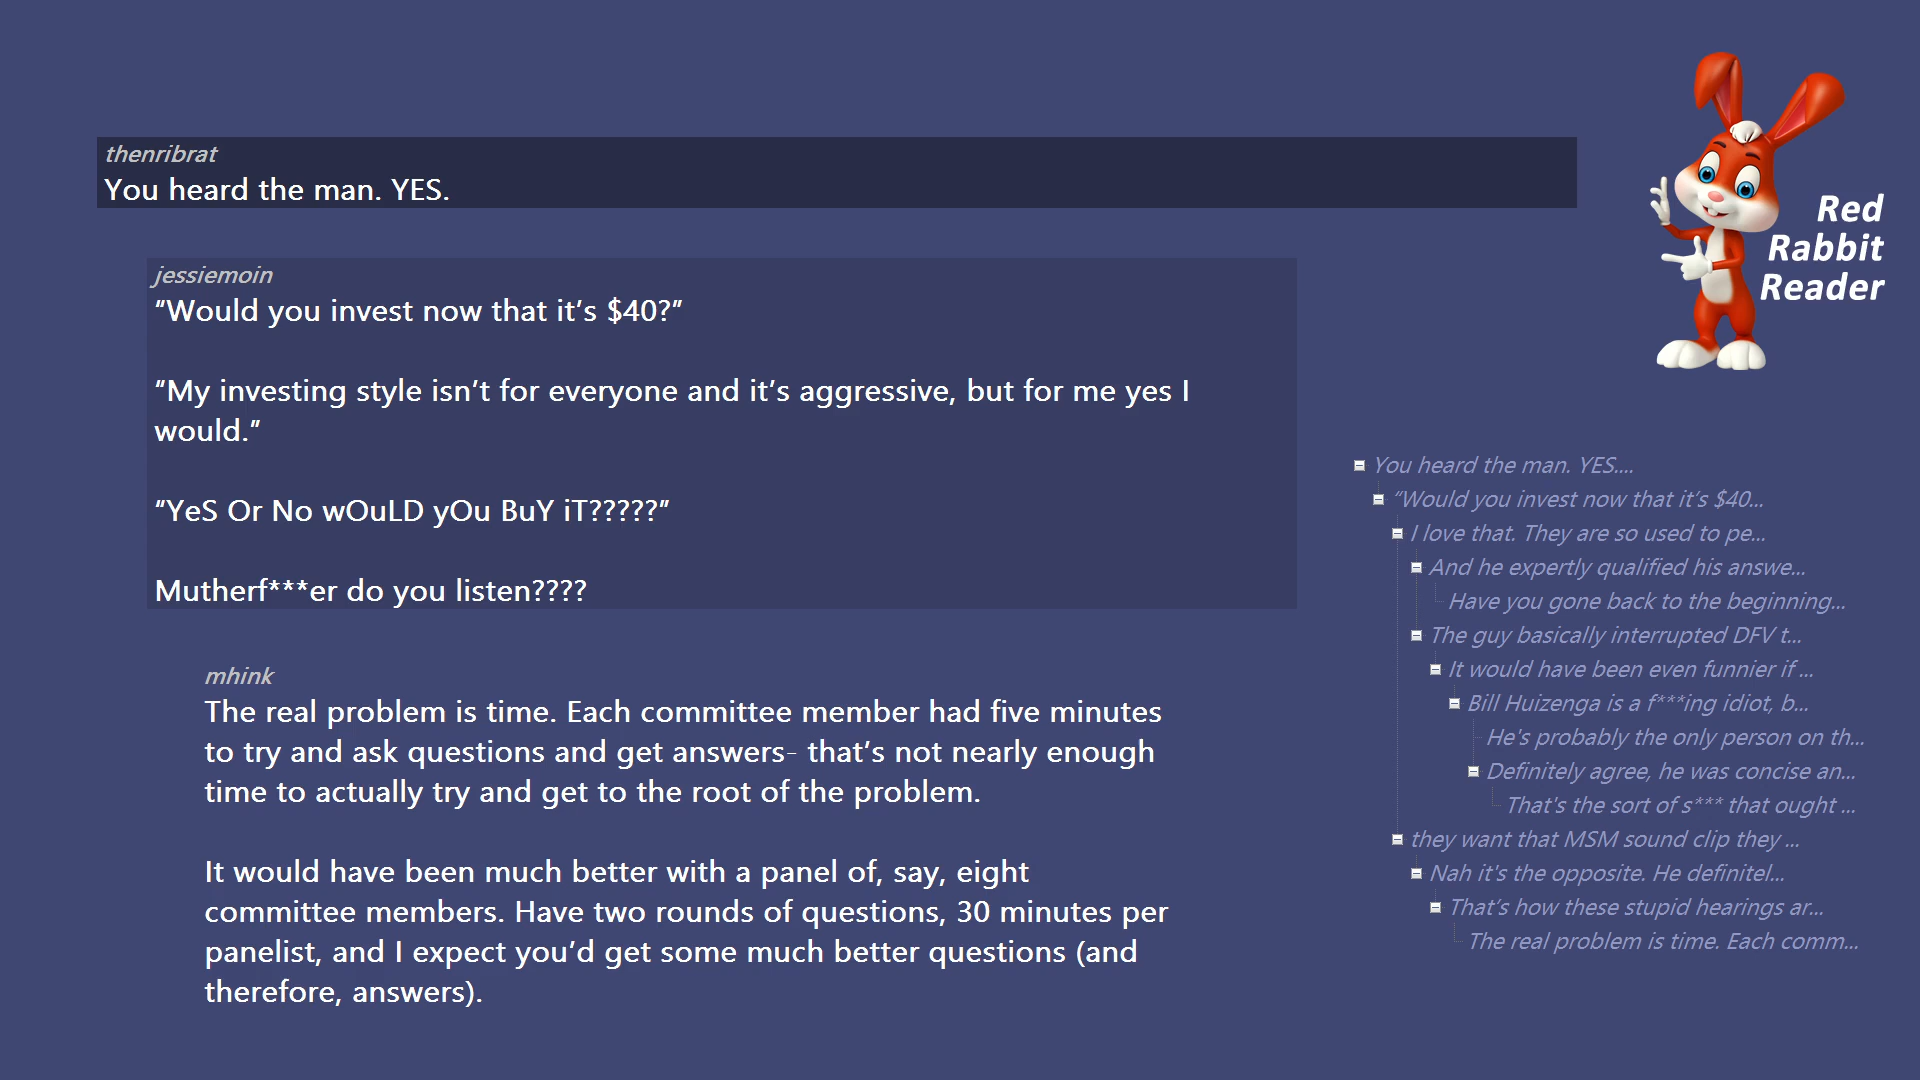 thenribrat
You heard the man. YES.
jessiemoin
“Would you invest now that it’s $40?”
“My investing style isn’t for everyone and it’s aggressive, but for me yes I
would.”
“YeS Or No wOuLD yOu BuY iT?????”
Mutherf***er do you listen????
mhink
The real problem is time. Each committee member had five minutes
to try and ask questions and get answers- that’s not nearly enough
time to actually try and get to the root of the problem.
It would have been much better with a panel of, say, eight
committee members. Have two rounds of questions, 30 minutes per
panelist, and I expect you’d get some much better questions (and
therefore, answers).
Red
Rabbit
Reader
You heard the man. YES....
“Would you invest now that it’s $40...
I love that. They are so used to pe...
And he expertly qualified his answe...
Have you gone back to the beginning...
The guy basically interrupted DFV t...
It would have been even funnier if ...
Bill Huizenga is a f***ing idiot, b...
He's probably the only person on th...
Definitely agree, he was concise an...
That's the sort of s*** that ought ...
they want that MSM sound clip they ...
Nah it's the opposite. He definitel...
That’s how these stupid hearings ar...
The real problem is time. Each comm...